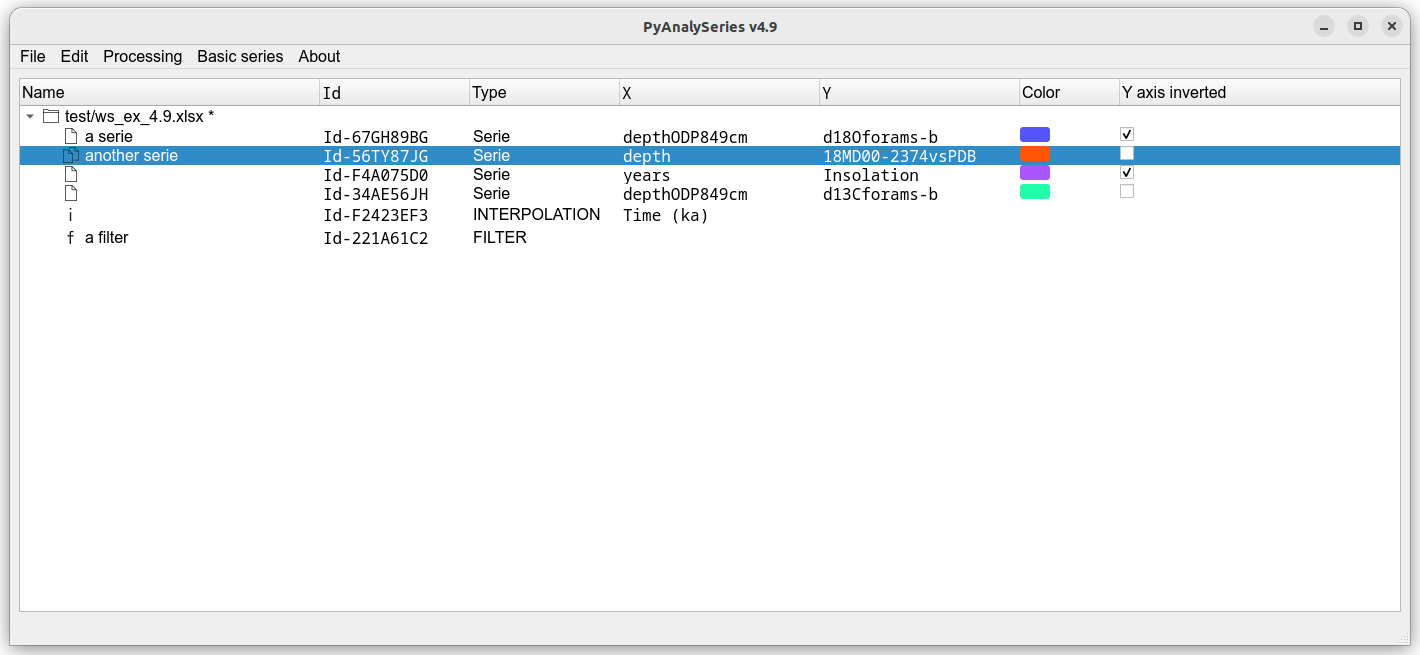 PyAnalySeries v4.9
File Edit Processing Basic series About
Name Id Type X Y Color Y axis inverted
test/ws_ex_4.9.xlsx *
a serie Id-67GH89BG Serie depthODP849cm d18Oforams-b
another serie Id-56TY87JG Serie depth 18MD00-2374vsPDB
Id-F4A075D0 Serie years Insolation
Id-34AE56JH Serie depthODP849cm d13Cforams-b
i Id-F2423EF3 INTERPOLATION Time (ka)
f a filter Id-221A61C2 FILTER